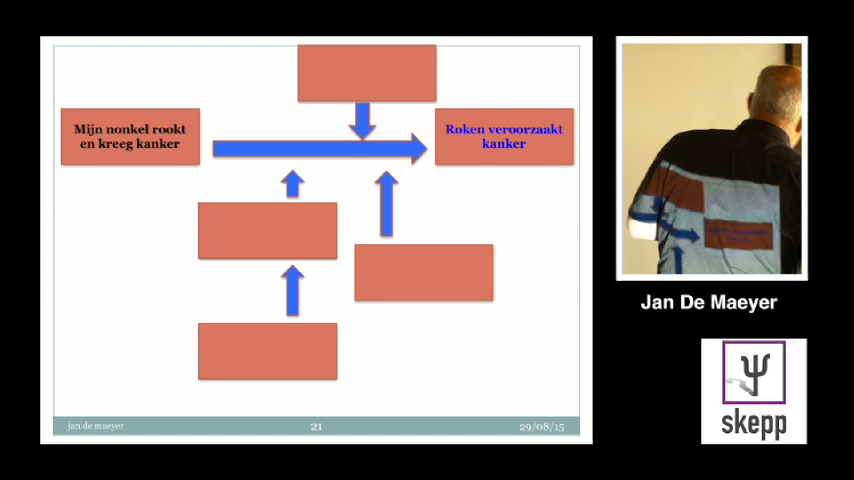 Mijn nonkel rookt
en kreeg kanker
Roken veroorzaakt
kanker
jan de maeyer
21
29/08/15
Jan De Maeyer
skepp